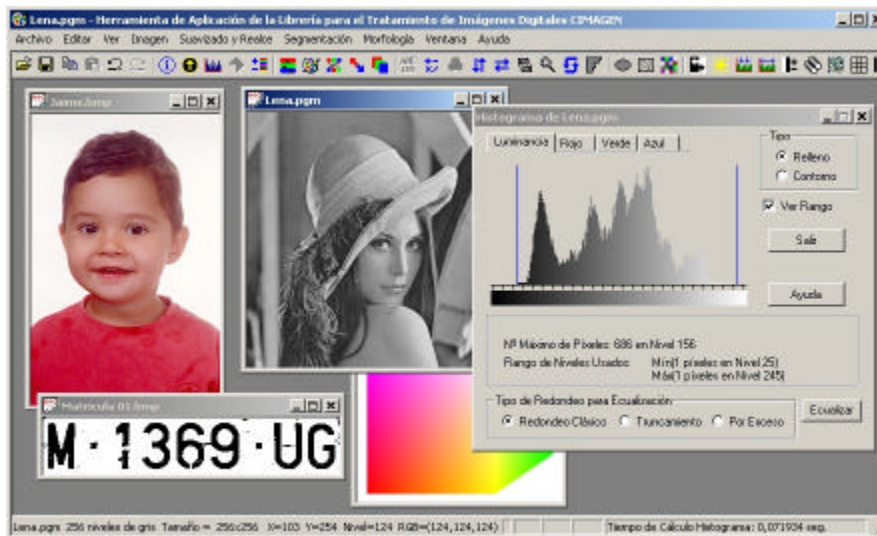 Lena.pgm - Herramienta de Aplicación de la Librería para el Tratamiento de Imágenes Digitales CIMAGEN
Archivo Editar Ver Imagen Suavizado y Realce Segmentación Morfología Ventana Ayuda
Jaime.bmp
Lena.pgm
Histograma de Lena.pgm
Luminancia Rojo Verde Azul
Tipo
Relleno
Contorno
Ver Rango
Salir
Ayuda
Nº Máximo de Píxeles: 686 en Nivel 156
Rango de Niveles Usados: Mín(1 píxeles en Nivel 25)
Máx(1 píxeles en Nivel 245)
Tipo de Redondeo para Ecualización
Redondeo Clásico Truncamiento Por Exceso
Ecualizar
Matricula 01.bmp
M·1369·UG
Lena.pgm 256 niveles de gris Tamaño = 256x256 X=103 Y=254 Nivel=124 RGB=(124,124,124)
Tiempo de Cálculo Histograma: 0,071934 seg.